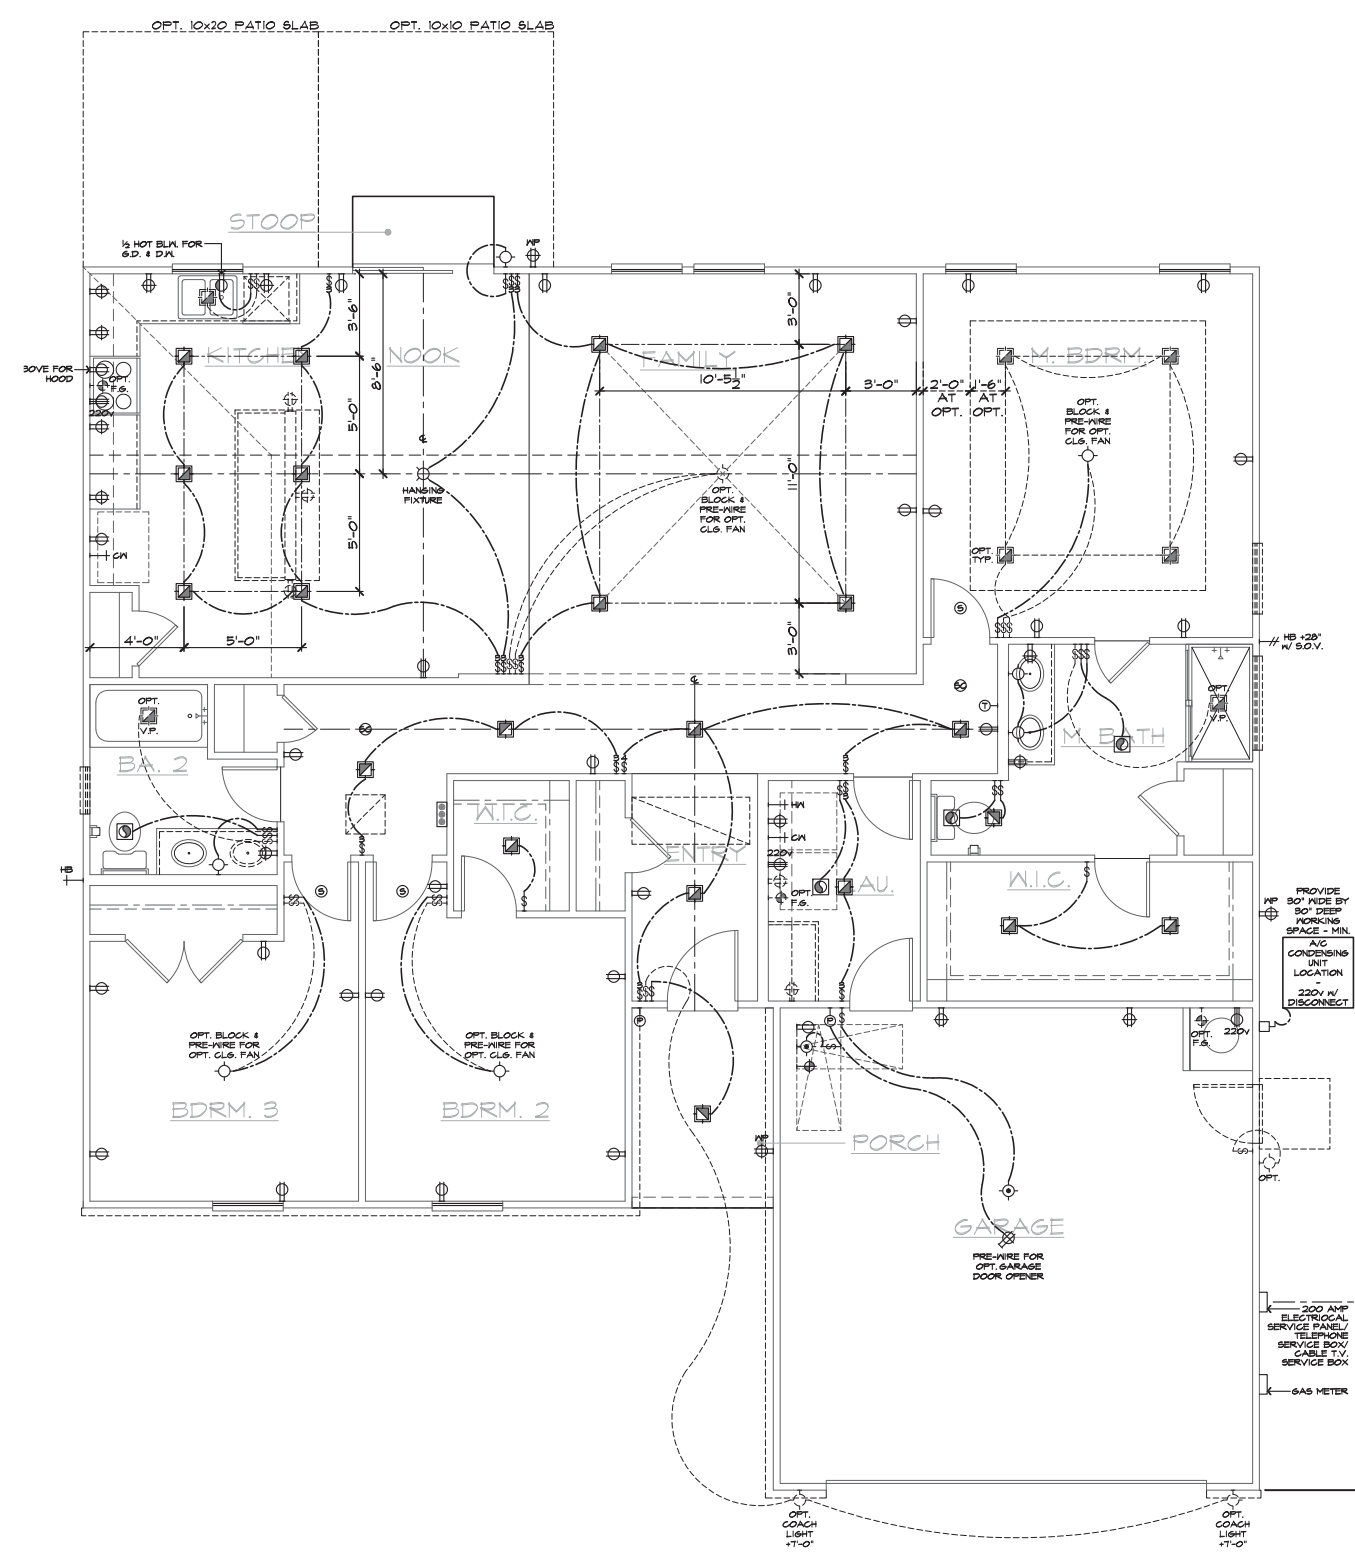 OPT. 10x20 PATIO SLAB
OPT. 10x10 PATIO SLAB
STOOP
½ HOT BLW. FOR
G.D. & D.W.
WP
3'-6"
8'-6"
3'-0"
KITCHE
NOOK
FAMILY
M. BDRM.
BOVE FOR
HOOD
OPT.
F.G.
220v
10'-5½"
3'-0"
2'-0"
AT
OPT.
1'-6"
AT
OPT.
5'-0"
OPT.
BLOCK &
PRE-WIRE
FOR OPT.
CLG. FAN
HANGING
FIXTURE
11'-0"
OPT.
BLOCK &
PRE-WIRE
FOR OPT.
CLG. FAN
5'-0"
CW
OPT.
TYP.
S
4'-0"
5'-0"
3'-0"
HB +28"
W/ S.O.V.
OPT.
V.P.
OPT.
V.P.
T
BA. 2
M. BATH
W.I.C.
HW
CW
220v
ENTRY
LAU.
OPT.
F.G.
W.I.C.
HB
S
S
WP
PROVIDE
30" WIDE BY
30" DEEP
WORKING
SPACE - MIN.
A/C
CONDENSING
UNIT
LOCATION
-
220v W/
DISCONNECT
P
P
OPT.
F.G.
220v
OPT. BLOCK &
PRE-WIRE FOR
OPT. CLG. FAN
OPT. BLOCK &
PRE-WIRE FOR
OPT. CLG. FAN
BDRM. 3
BDRM. 2
WP
PORCH
OPT.
GARAGE
PRE-WIRE FOR
OPT. GARAGE
DOOR OPENER
200 AMP
ELECTRIOCAL
SERVICE PANEL/
TELEPHONE
SERVICE BOX/
CABLE T.V.
SERVICE BOX
GAS METER
OPT.
COACH
LIGHT
+7'-0"
OPT.
COACH
LIGHT
+7'-0"